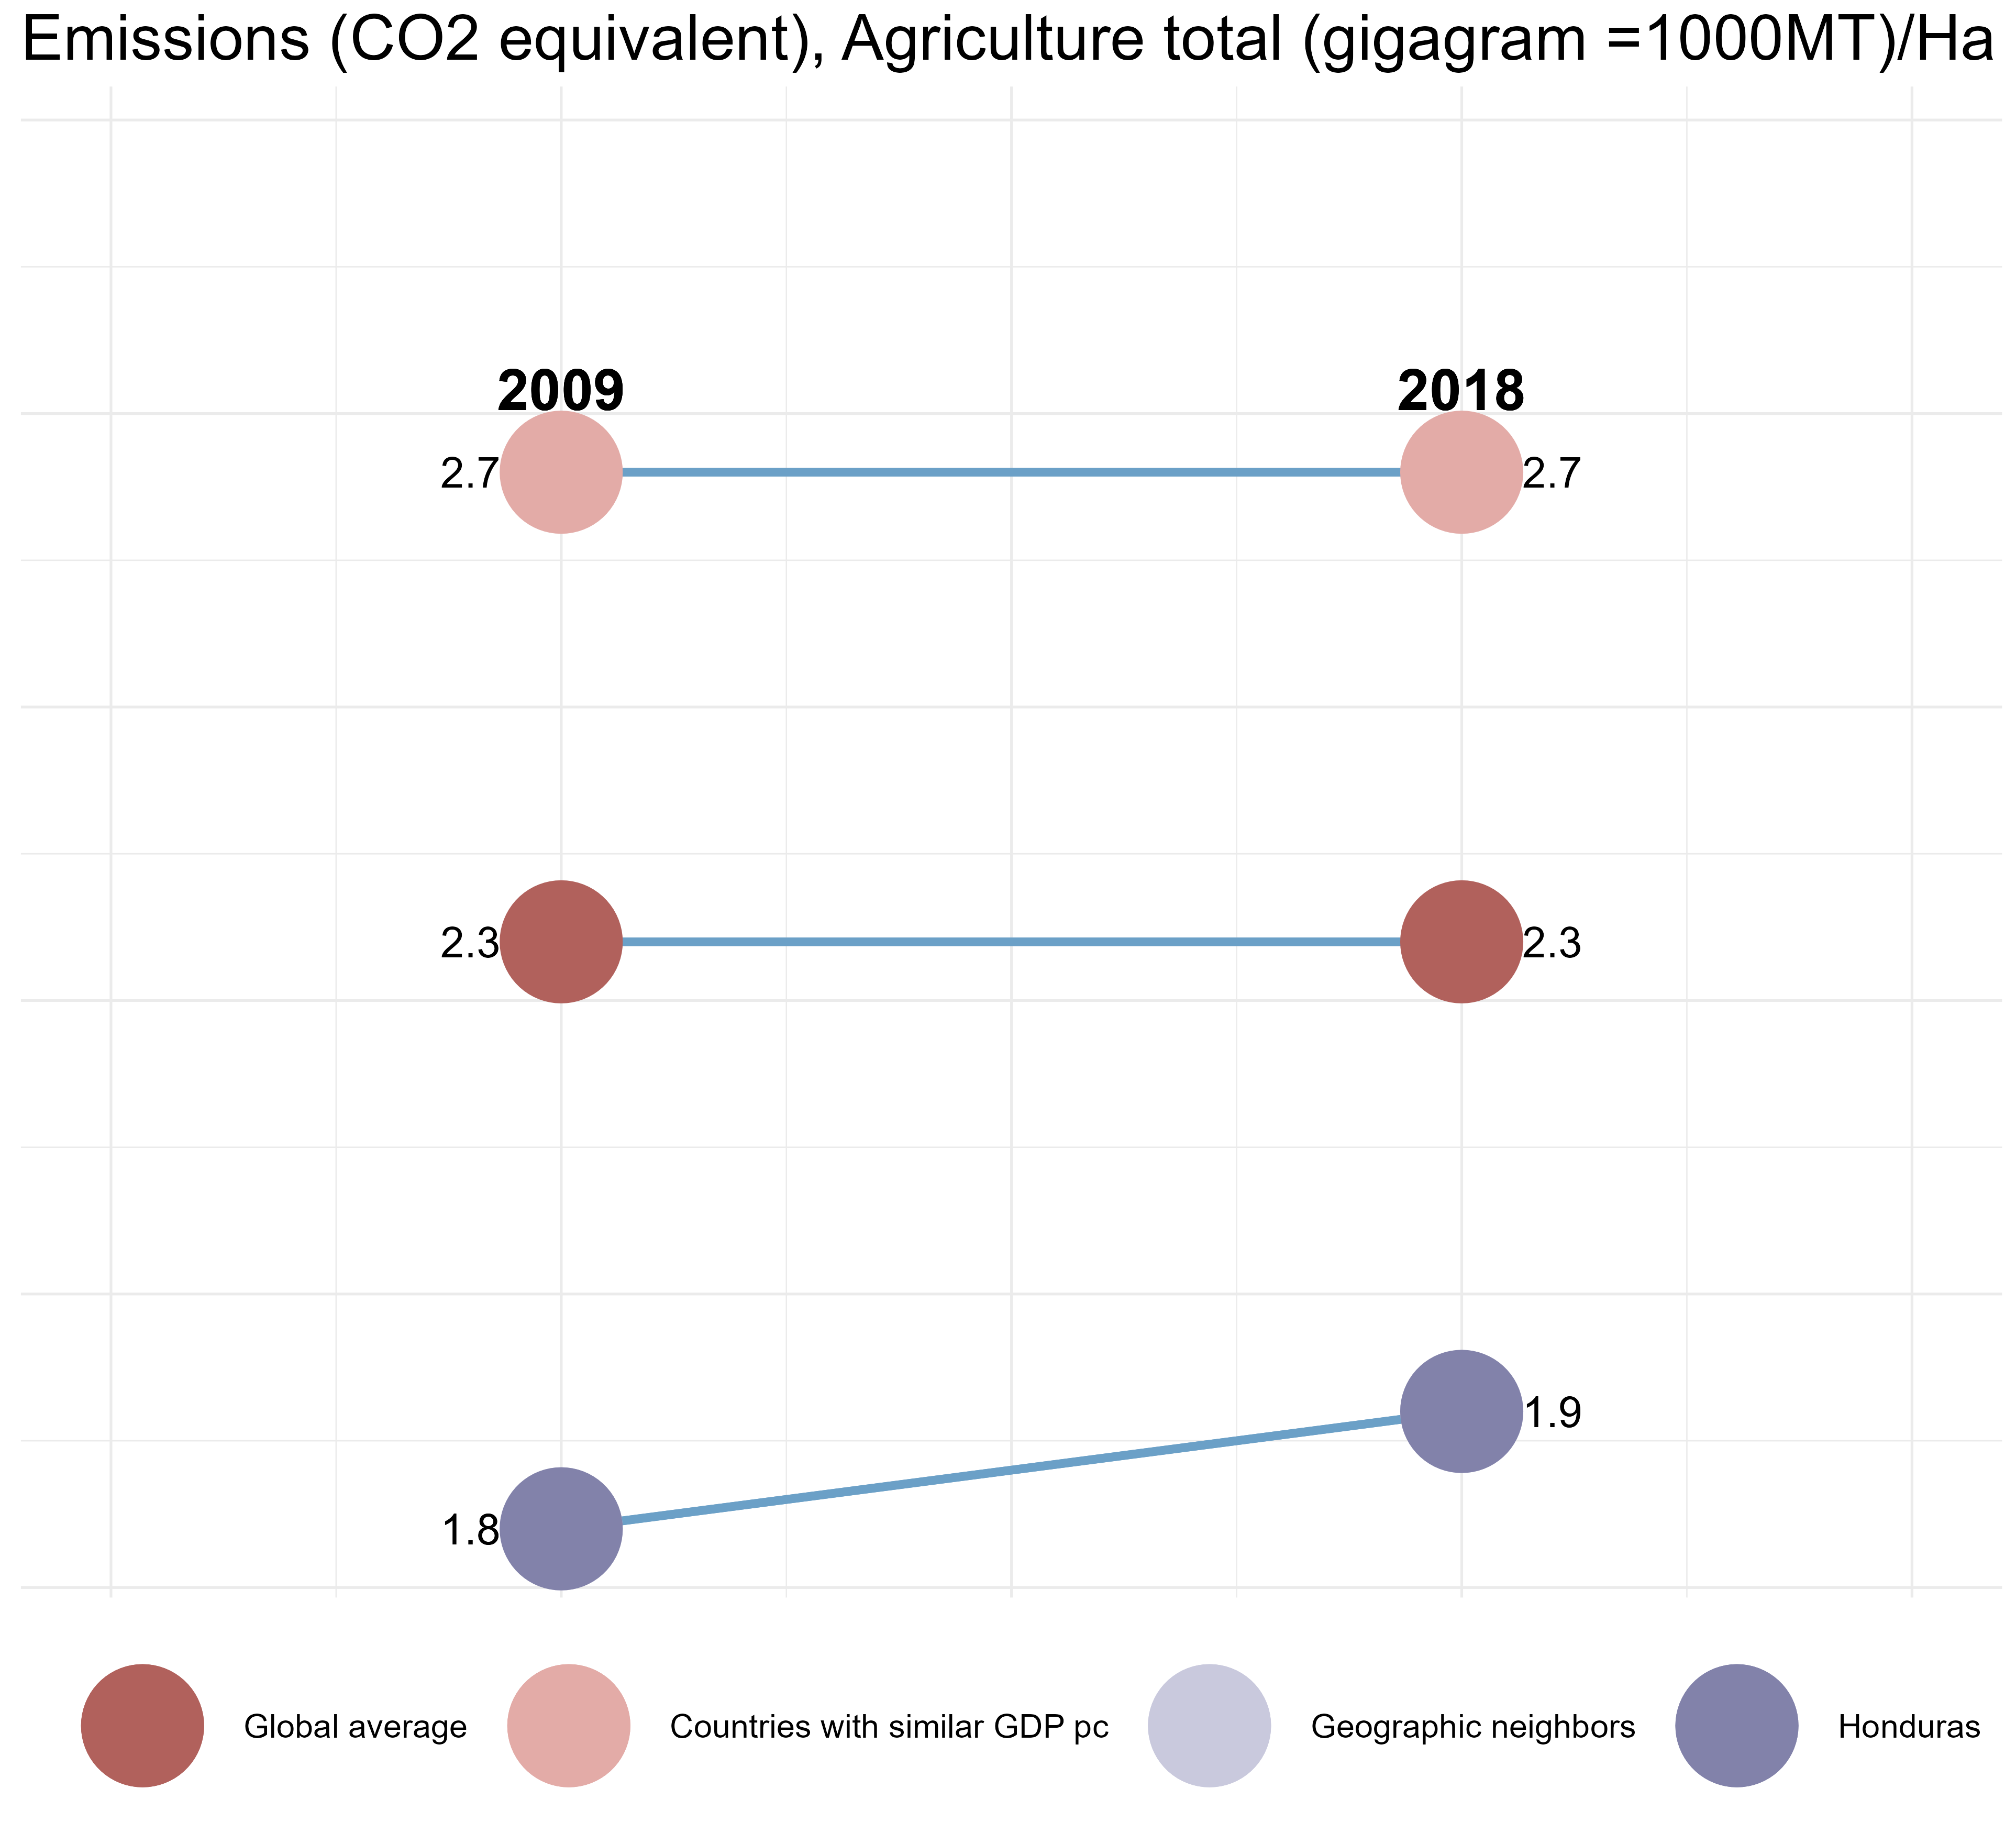 Emissions (CO2 equivalent), Agriculture total (gigagram =1000MT)/Ha
2009 2018
2.7 2.7
2.3 2.3
1.9
1.8
Global average Countries with similar GDP pc Geographic neighbors Honduras